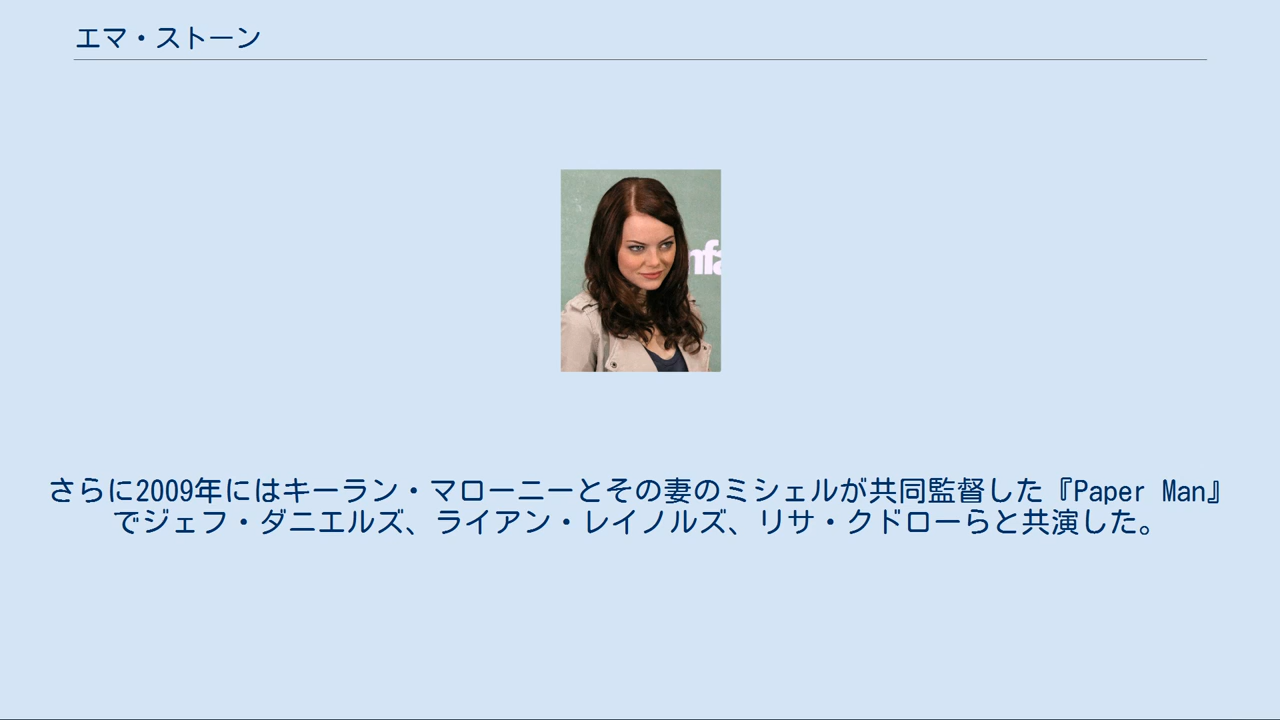 エマ・ストーン
nfa
さらに2009年にはキーラン・マローニーとその妻のミシェルが共同監督した『Paper Man』
でジェフ・ダニエルズ、ライアン・レイノルズ、リサ・クドローらと共演した。